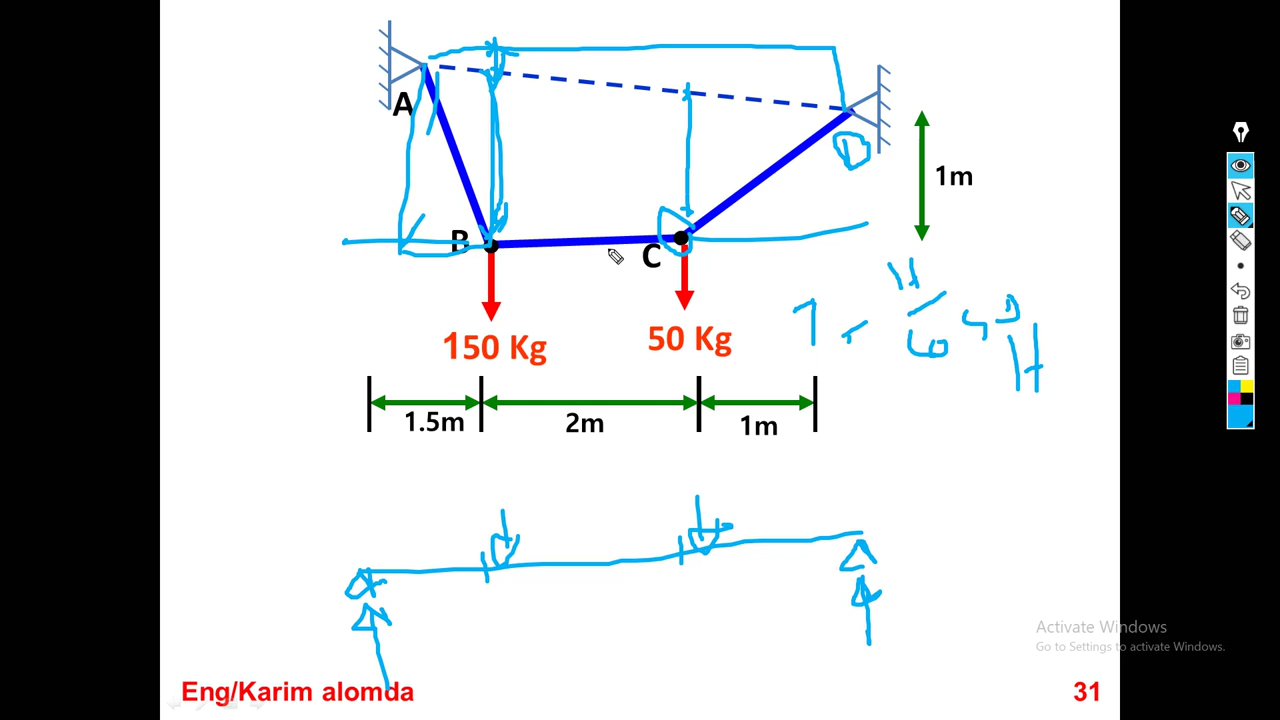 A
D
1m
B
C
T = H / cos θ
H
150 Kg
50 Kg
1.5m
2m
1m
Activate Windows
Go to Settings to activate Windows.
Eng/Karim alomda
31